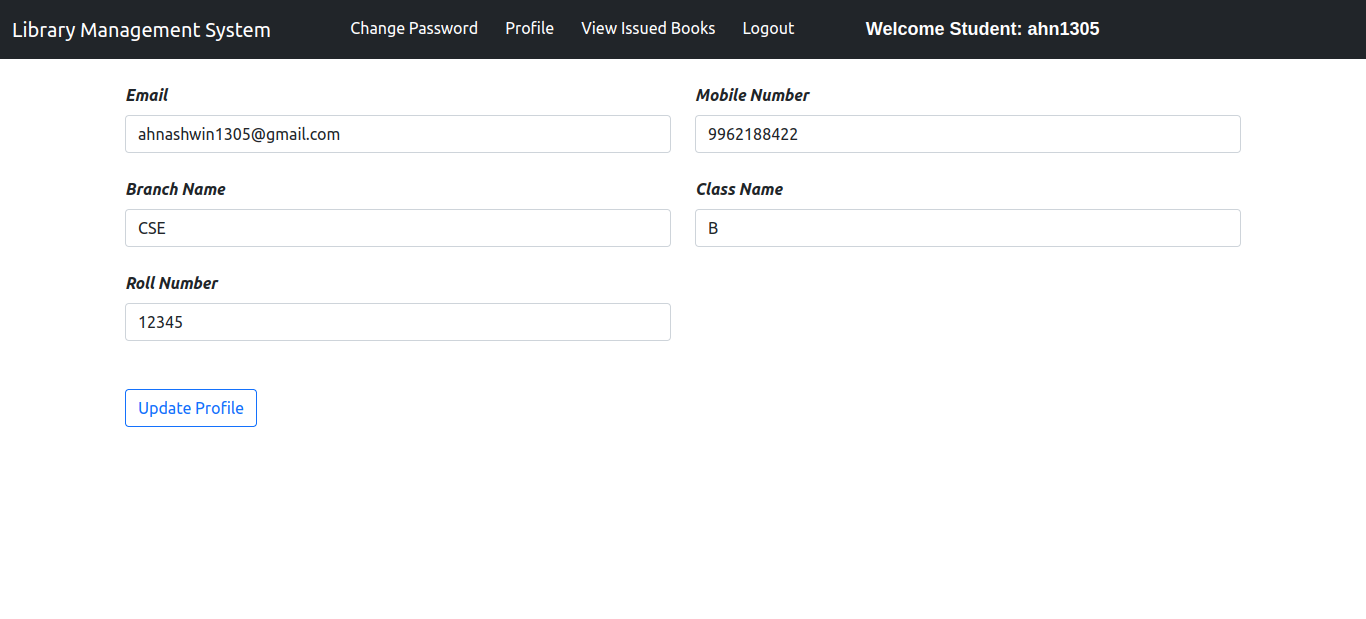 Library Management System Change Password Profile View Issued Books Logout Welcome Student: ahn1305
Email Mobile Number
ahnashwin1305@gmail.com 9962188422
Branch Name Class Name
CSE B
Roll Number
12345
Update Profile